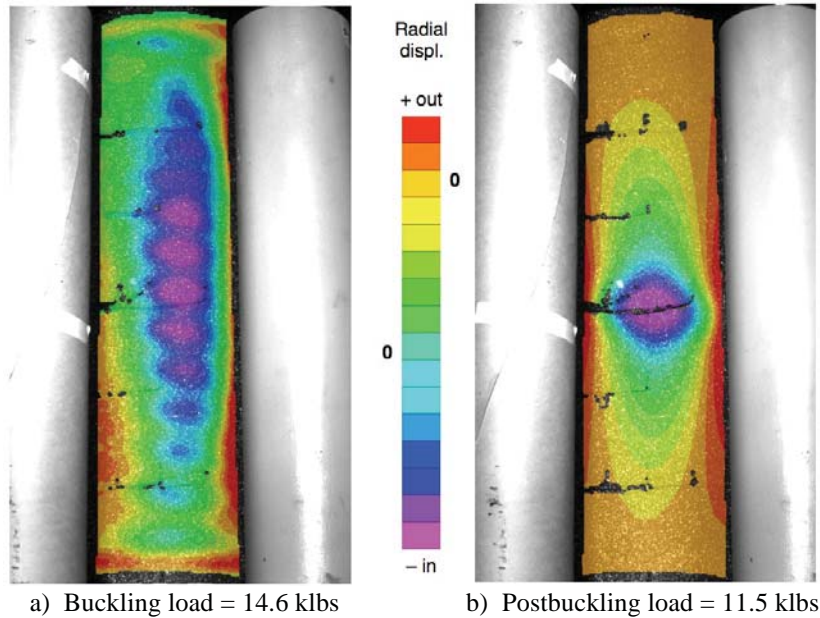 Radial
displ.
+ out
0
0
– in
a) Buckling load = 14.6 klbs
b) Postbuckling load = 11.5 klbs